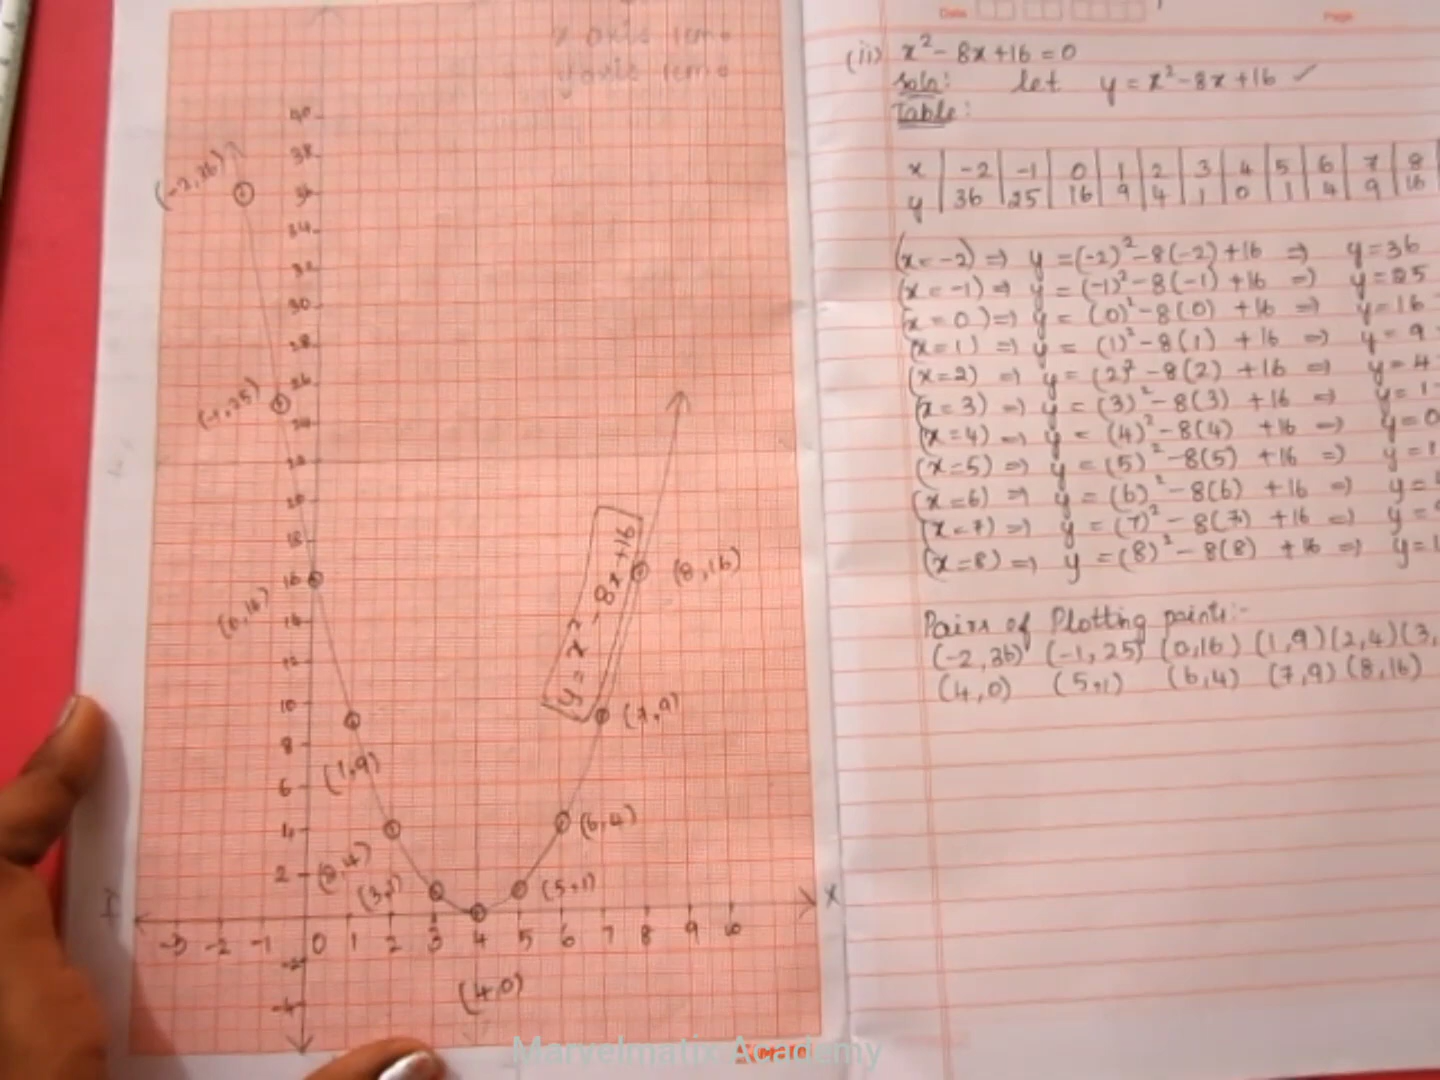 x axis 1cm =
y axis 1cm =
40
38
(-2,36)
36
34
32
30
28
26
(-1,25)
24
22
20
18
16
(0,16)
14
12
10
8
6
4
2
(8,16)
y = x² - 8x + 16
(7,9)
(1,9)
(6,4)
(2,4)
(5,1)
X
-3 -2 -1 0 1 2 3 4 5 6 7 8 9 10
-2
-4
(4,0)
Marvelmatix Academy
Date
Page
(ii) x² - 8x + 16 = 0
Soln: let y = x² - 8x + 16 ✓
Table:
x | -2 | -1 | 0 | 1 | 2 | 3 | 4 | 5 | 6 | 7 | 8
y | 36 | 25 | 16 | 9 | 4 | 1 | 0 | 1 | 4 | 9 | 16
(x = -2) => y = (-2)² - 8(-2) + 16 => y = 36
(x = -1) => y = (-1)² - 8(-1) + 16 => y = 25
(x = 0) => y = (0)² - 8(0) + 16 => y = 16
(x = 1) => y = (1)² - 8(1) + 16 => y = 9
(x = 2) => y = (2)² - 8(2) + 16 => y = 4
(x = 3) => y = (3)² - 8(3) + 16 => y = 1
(x = 4) => y = (4)² - 8(4) + 16 => y = 0
(x = 5) => y = (5)² - 8(5) + 16 => y = 1
(x = 6) => y = (6)² - 8(6) + 16 => y =
(x = 7) => y = (7)² - 8(7) + 16 => y =
(x = 8) => y = (8)² - 8(8) + 16 => y = 1
Pairs of Plotting points:-
(-2,36) (-1,25) (0,16) (1,9) (2,4) (3,
(4,0) (5,1) (6,4) (7,9) (8,16)